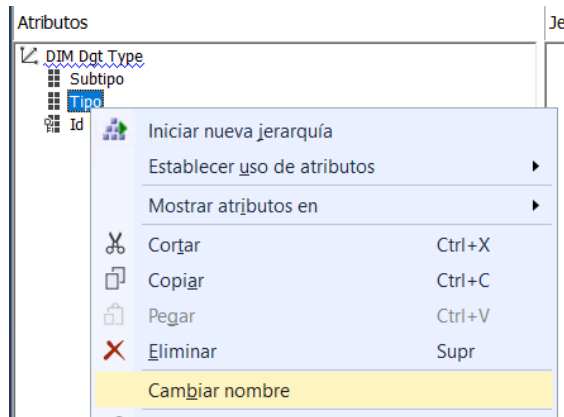 Atributos
Je
DIM Dgt Type
Subtipo
Tipo
Id
Iniciar nueva jerarquía
Establecer uso de atributos
Mostrar atributos en
Cortar Ctrl+X
Copiar Ctrl+C
Pegar Ctrl+V
Eliminar Supr
Cambiar nombre